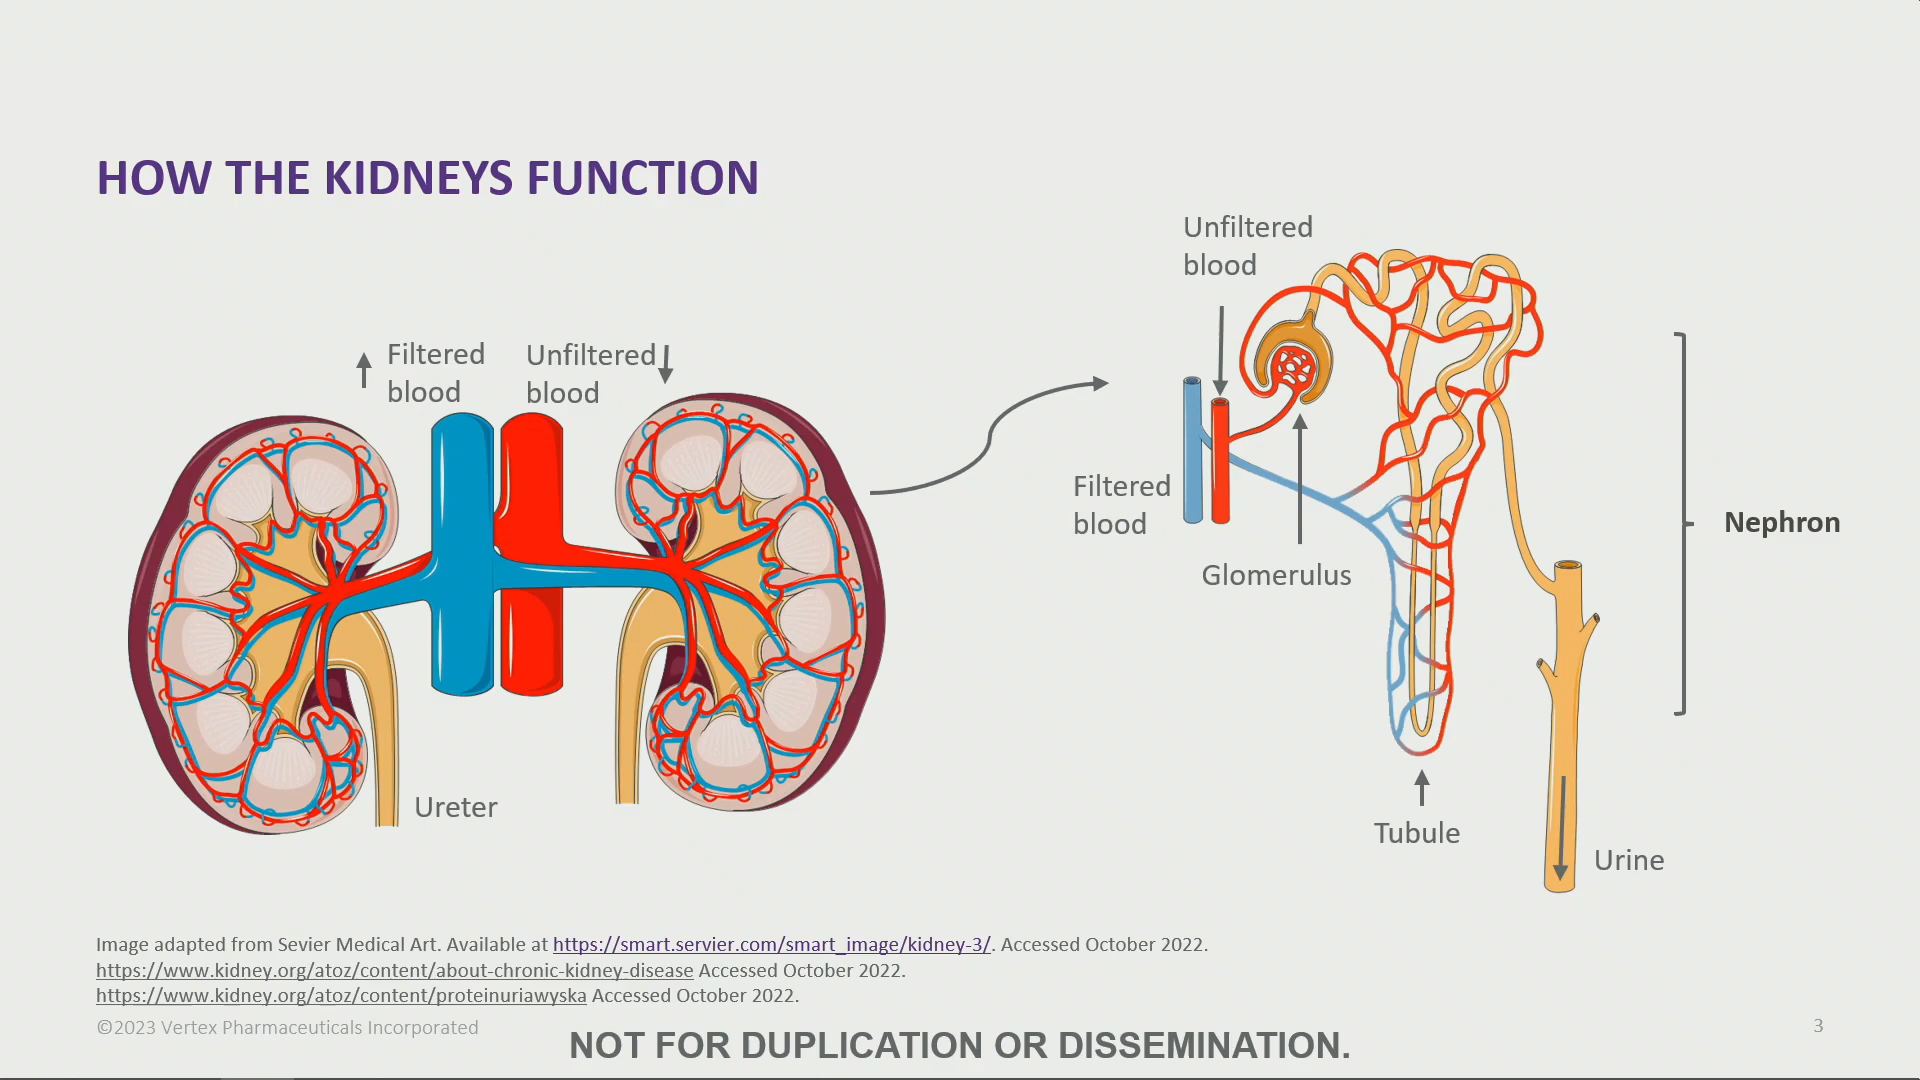 HOW THE KIDNEYS FUNCTION
Filtered
blood
Unfiltered
blood
Ureter
Unfiltered
blood
Filtered
blood
Glomerulus
Nephron
Tubule
Urine
Image adapted from Sevier Medical Art. Available at https://smart.servier.com/smart_image/kidney-3/. Accessed October 2022.
https://www.kidney.org/atoz/content/about-chronic-kidney-disease Accessed October 2022.
https://www.kidney.org/atoz/content/proteinuriawyska Accessed October 2022.
©2023 Vertex Pharmaceuticals Incorporated
NOT FOR DUPLICATION OR DISSEMINATION.
3